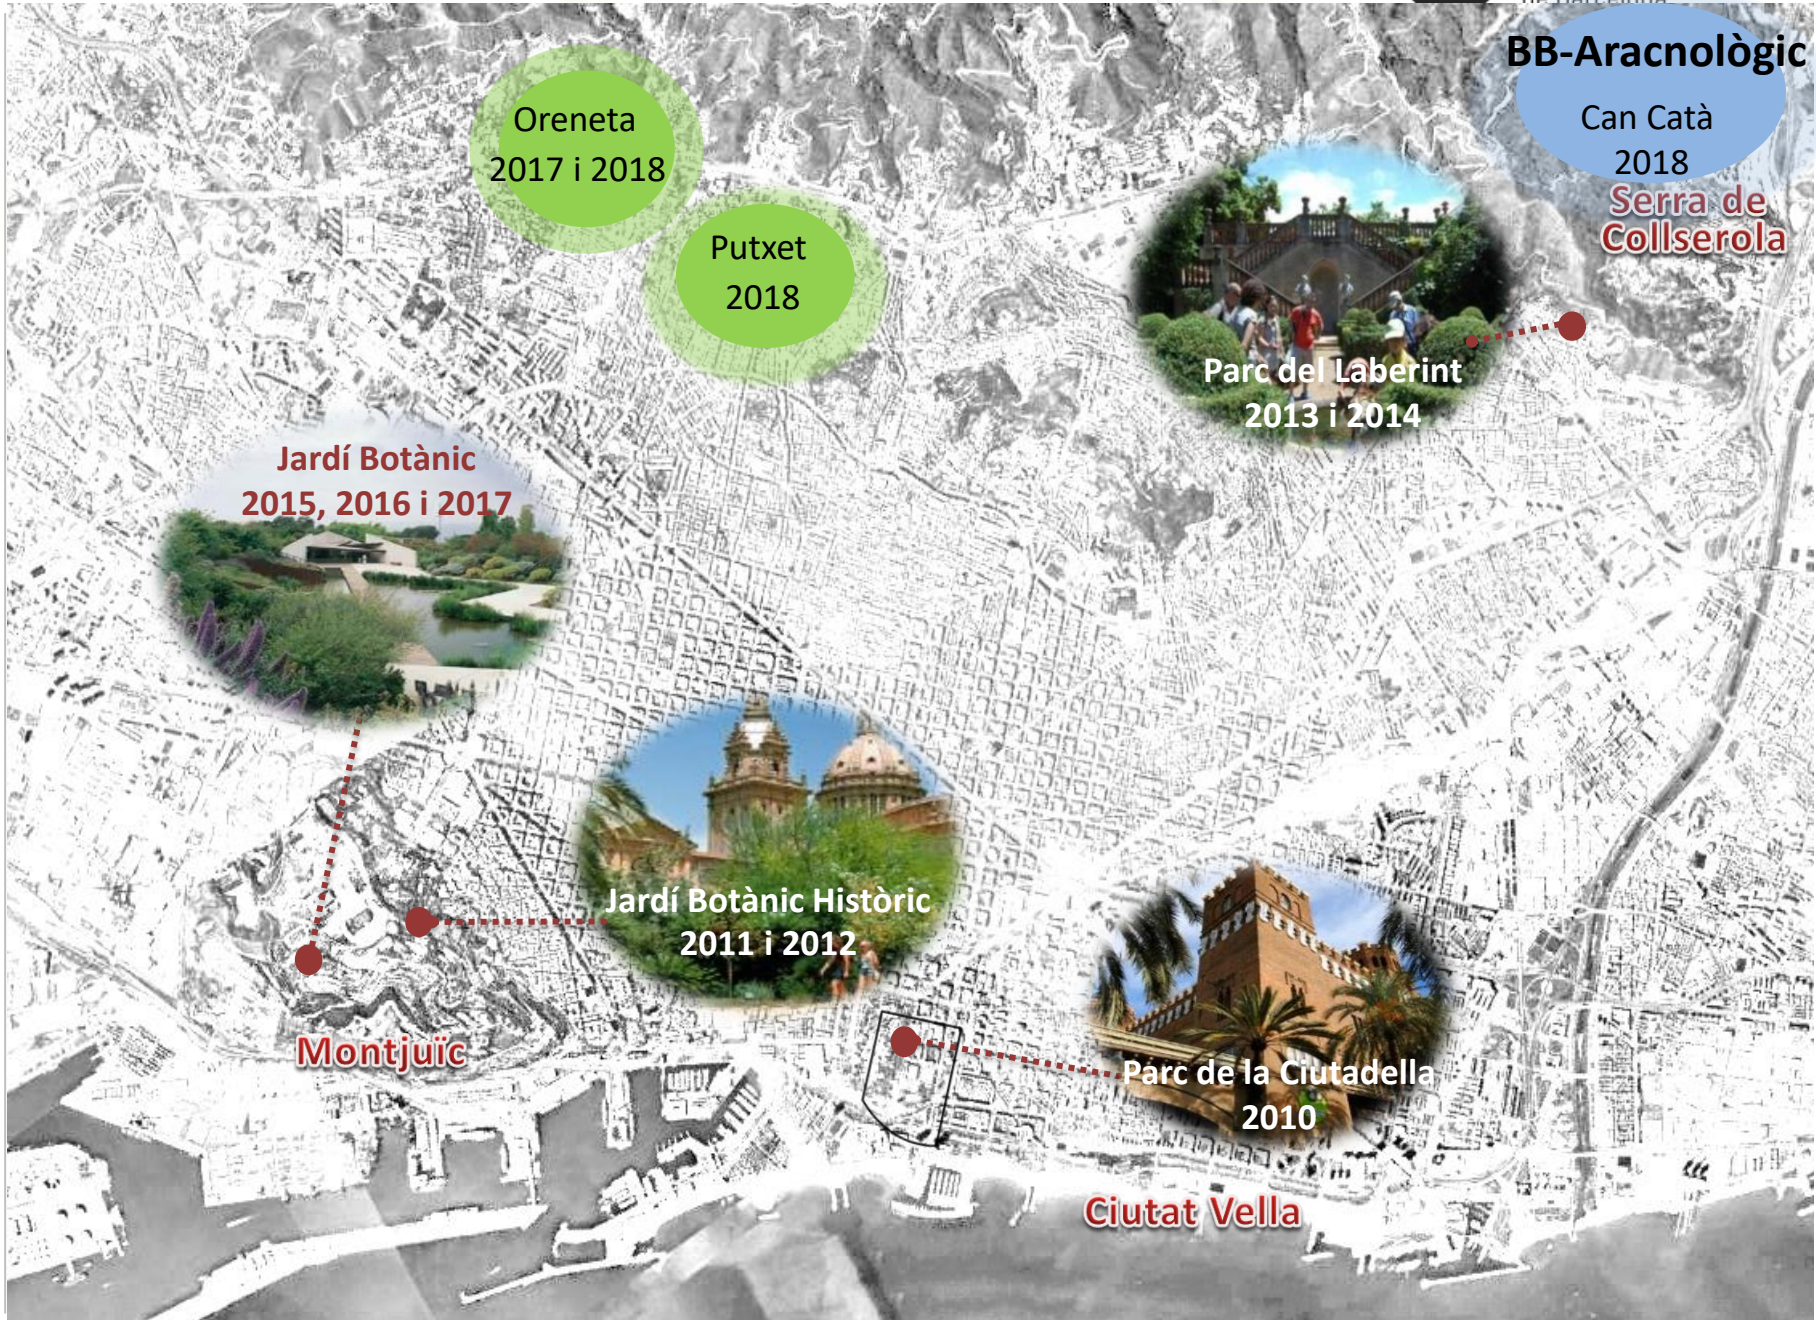 BB-Aracnològic
Can Catà
2018
Serra de
Collserola
Oreneta
2017 i 2018
Putxet
2018
Parc del Laberint
2013 i 2014
Jardí Botànic
2015, 2016 i 2017
Jardí Botànic Històric
2011 i 2012
Montjuïc
Parc de la Ciutadella
2010
Ciutat Vella